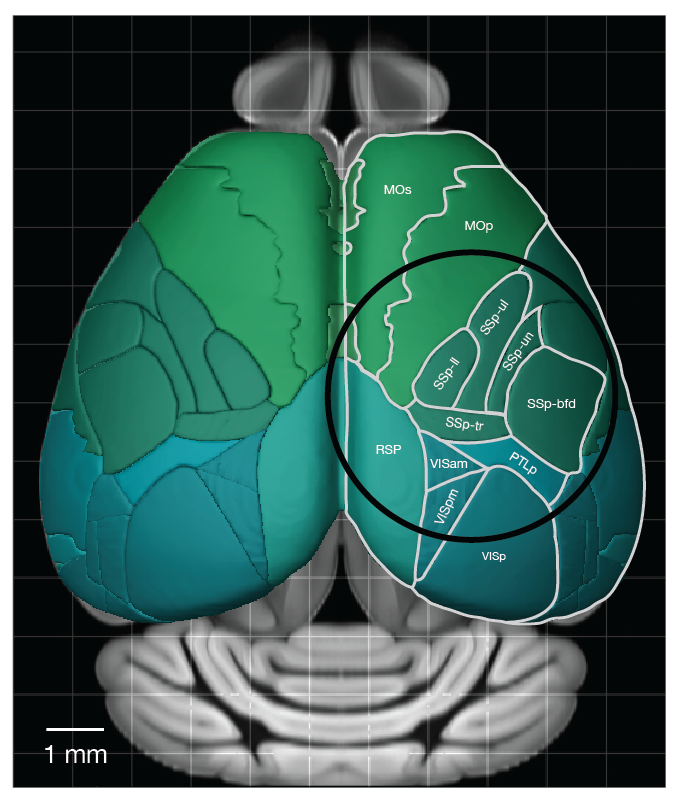 MOs
MOp
SSp-ul
SSp-un
SSp-ll
SSp-bfd
SSp-tr
RSP
VISam
PTLp
VISpm
VISp
1 mm